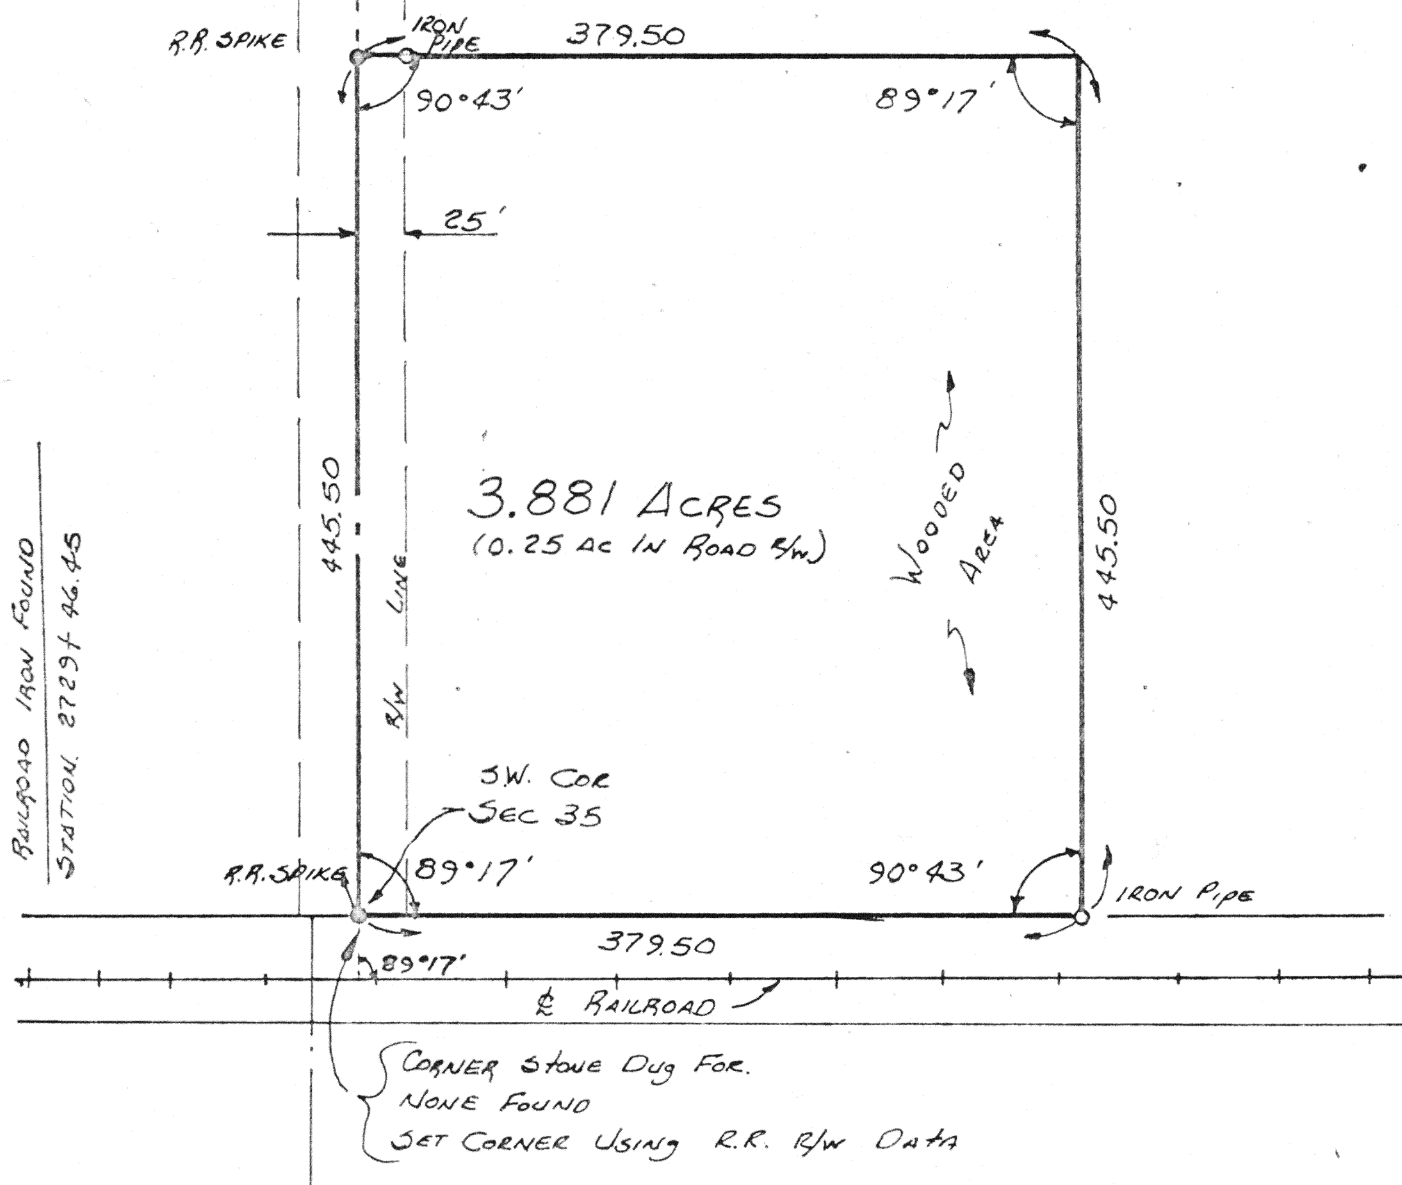 R.R. SPIKE
IRON
PIPE
379.50
90°43'
89°17'
25'
445.50
R/W LINE
3.881 ACRES
(0.25 AC IN ROAD R/W)
WOODED
AREA
445.50
RAILROAD IRON FOUND
STATION 2729+46.45
S.W. COR
SEC 35
R.R. SPIKE
89°17'
90°43'
IRON PIPE
379.50
89°17'
℄ RAILROAD
CORNER STONE DUG FOR.
NONE FOUND
SET CORNER USING R.R. R/W DATA